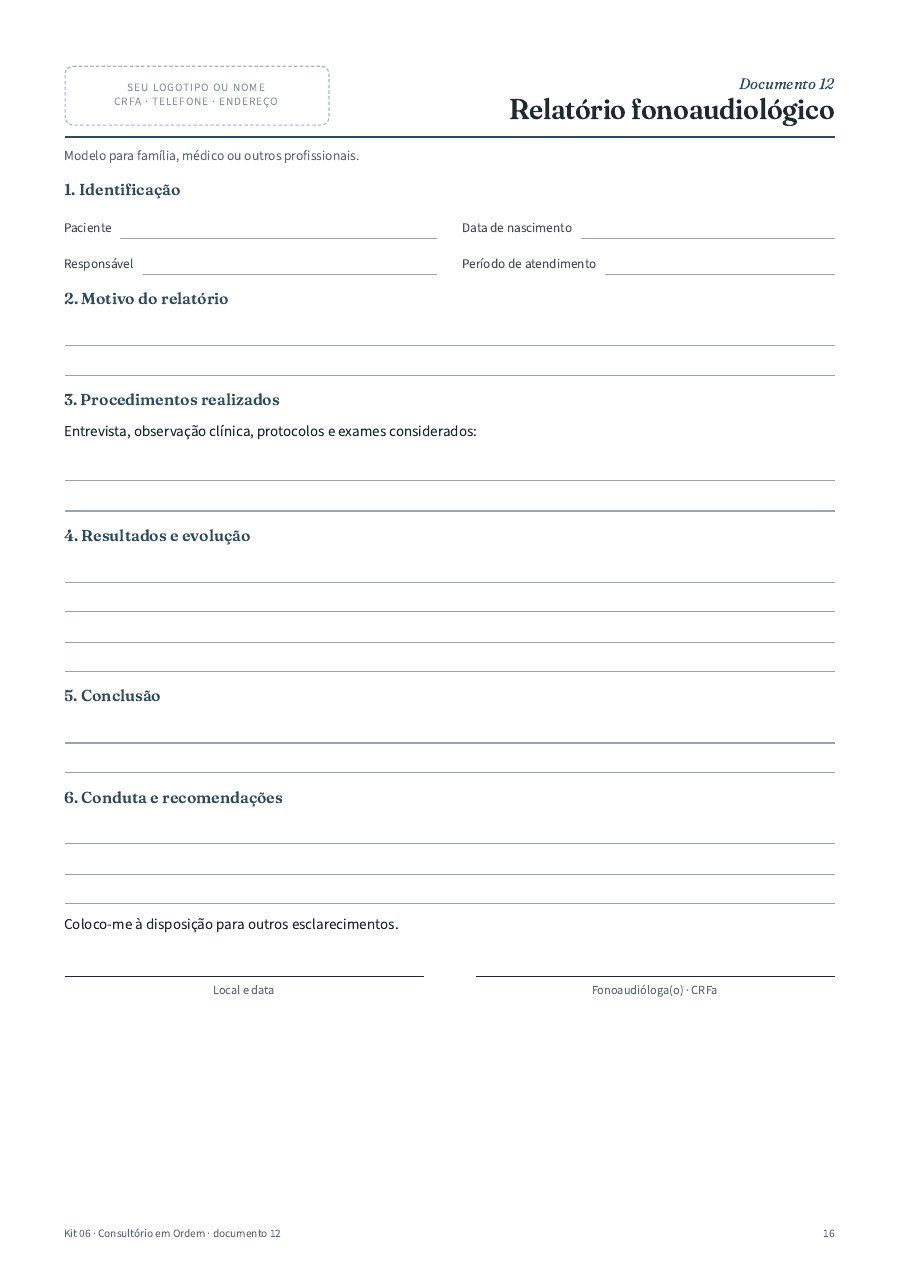 SEU LOGOTIPO OU NOME
CRFA · TELEFONE · ENDEREÇO
Documento 12
Relatório fonoaudiológico
Modelo para família, médico ou outros profissionais.
1. Identificação
Paciente
Data de nascimento
Responsável
Período de atendimento
2. Motivo do relatório
3. Procedimentos realizados
Entrevista, observação clínica, protocolos e exames considerados:
4. Resultados e evolução
5. Conclusão
6. Conduta e recomendações
Coloco-me à disposição para outros esclarecimentos.
Local e data
Fonoaudióloga(o) · CRFa
Kit 06 · Consultório em Ordem · documento 12
16